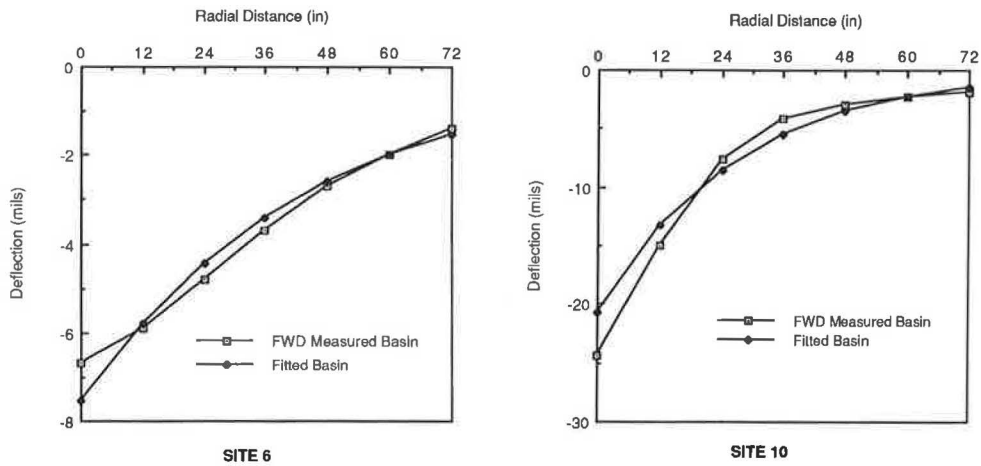 Radial Distance (in)
0 12 24 36 48 60 72
0
-2
-4
-6
-8
Deflection (mils)
FWD Measured Basin
Fitted Basin
SITE 6
Radial Distance (in)
0 12 24 36 48 60 72
0
-10
-20
-30
Deflection (mils)
FWD Measured Basin
Fitted Basin
SITE 10